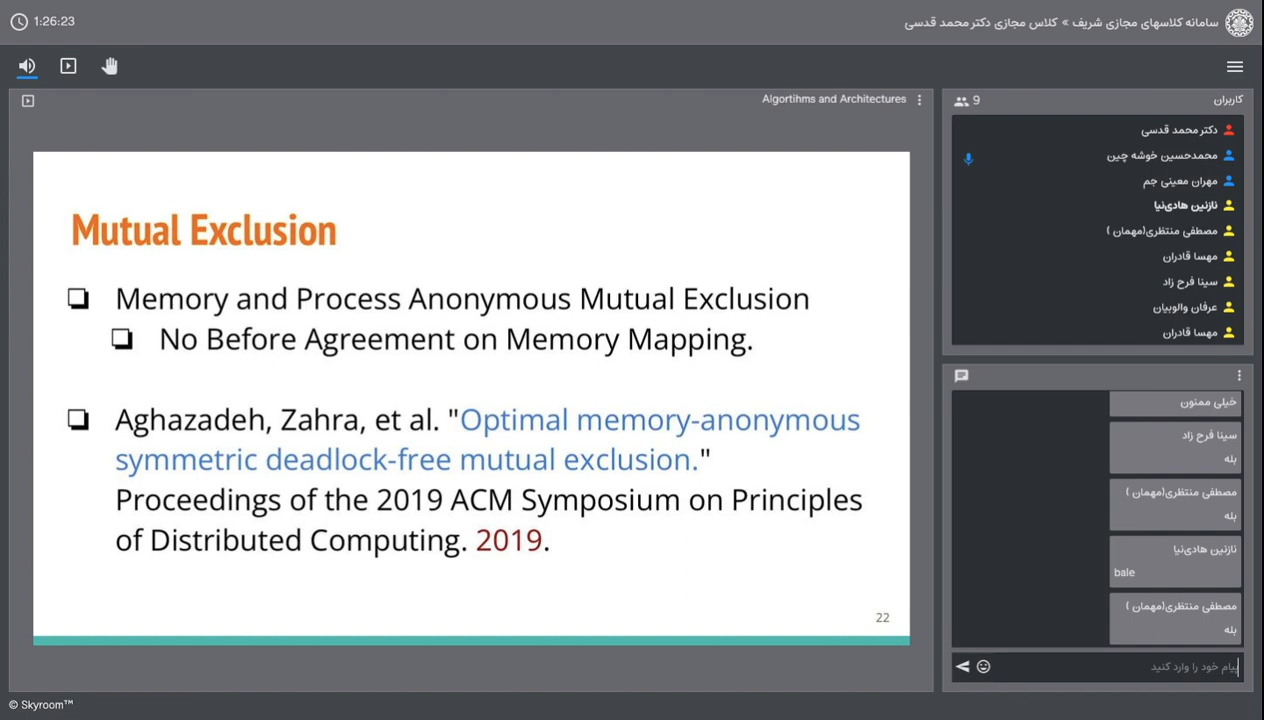 1:26:23
سامانه کلاسهای مجازی شریف » کلاس مجازی دکتر محمد قدسی
Algortihms and Architectures
Mutual Exclusion
❏ Memory and Process Anonymous Mutual Exclusion
❏ No Before Agreement on Memory Mapping.
❏ Aghazadeh, Zahra, et al. "Optimal memory-anonymous
symmetric deadlock-free mutual exclusion."
Proceedings of the 2019 ACM Symposium on Principles
of Distributed Computing. 2019.
22
کاربران
9
دکتر محمد قدسی
محمدحسین خوشه چین
مهران معینی جم
نازنین هادی‌نیا
مصطفی منتظری(مهمان )
مهسا قادران
سینا فرح زاد
عرفان والوبیان
مهسا قادران
خیلی ممنون
سینا فرح زاد
بله
مصطفی منتظری(مهمان )
بله
نازنین هادی‌نیا
bale
مصطفی منتظری(مهمان )
بله
پیام خود را وارد کنید
© Skyroom™